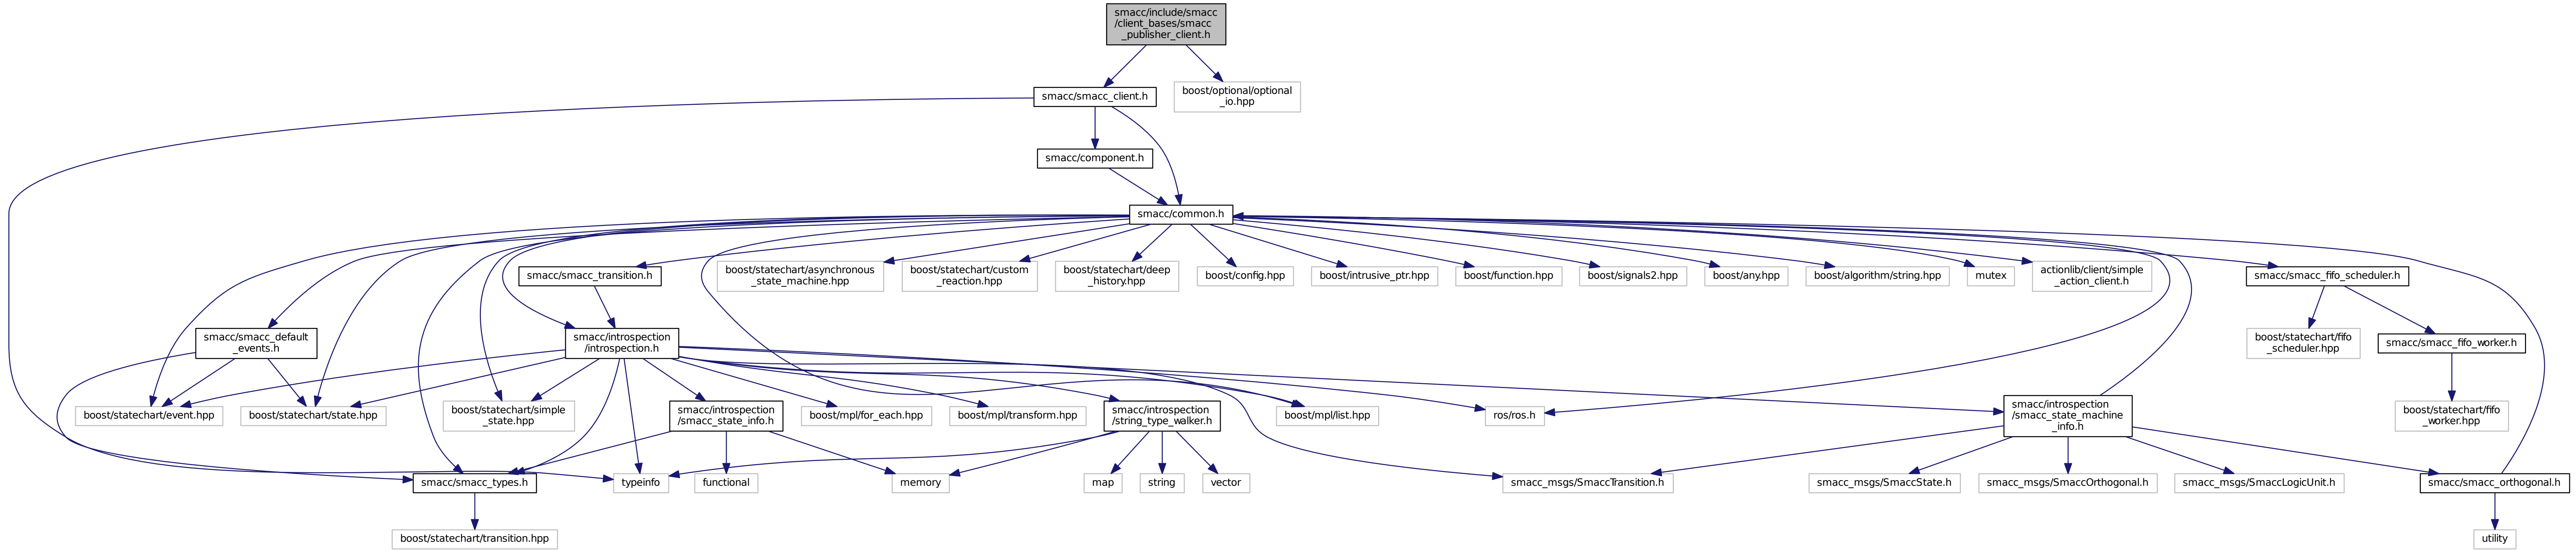 smacc/include/smacc
/client_bases/smacc
_publisher_client.h
smacc/smacc_client.h
boost/optional/optional
_io.hpp
smacc/component.h
smacc/common.h
smacc/smacc_transition.h
boost/statechart/asynchronous
_state_machine.hpp
boost/statechart/custom
_reaction.hpp
boost/statechart/deep
_history.hpp
boost/config.hpp
boost/intrusive_ptr.hpp
boost/function.hpp
boost/signals2.hpp
boost/any.hpp
boost/algorithm/string.hpp
mutex
actionlib/client/simple
_action_client.h
smacc/smacc_fifo_scheduler.h
smacc/smacc_default
_events.h
smacc/introspection
/introspection.h
boost/statechart/fifo
_scheduler.hpp
smacc/smacc_fifo_worker.h
boost/statechart/event.hpp
boost/statechart/state.hpp
boost/statechart/simple
_state.hpp
smacc/introspection
/smacc_state_info.h
boost/mpl/for_each.hpp
boost/mpl/transform.hpp
smacc/introspection
/string_type_walker.h
boost/mpl/list.hpp
ros/ros.h
smacc/introspection
/smacc_state_machine
_info.h
boost/statechart/fifo
_worker.hpp
smacc/smacc_types.h
typeinfo
functional
memory
map
string
vector
smacc_msgs/SmaccTransition.h
smacc_msgs/SmaccState.h
smacc_msgs/SmaccOrthogonal.h
smacc_msgs/SmaccLogicUnit.h
smacc/smacc_orthogonal.h
boost/statechart/transition.hpp
utility